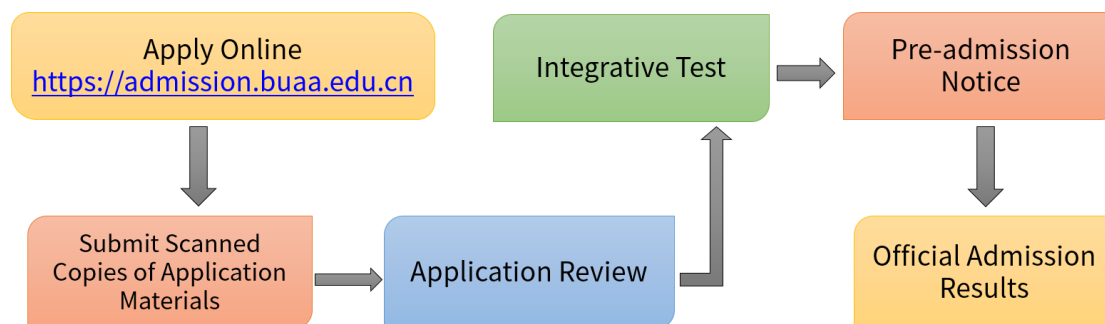 Apply Online
https://admission.buaa.edu.cn
Submit Scanned
Copies of Application
Materials
Application Review
Integrative Test
Pre-admission
Notice
Official Admission
Results